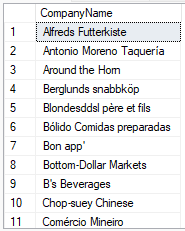 CompanyName
1 Alfreds Futterkiste
2 Antonio Moreno Taquería
3 Around the Horn
4 Berglunds snabbköp
5 Blondesddsl père et fils
6 Bólido Comidas preparadas
7 Bon app'
8 Bottom-Dollar Markets
9 B's Beverages
10 Chop-suey Chinese
11 Comércio Mineiro